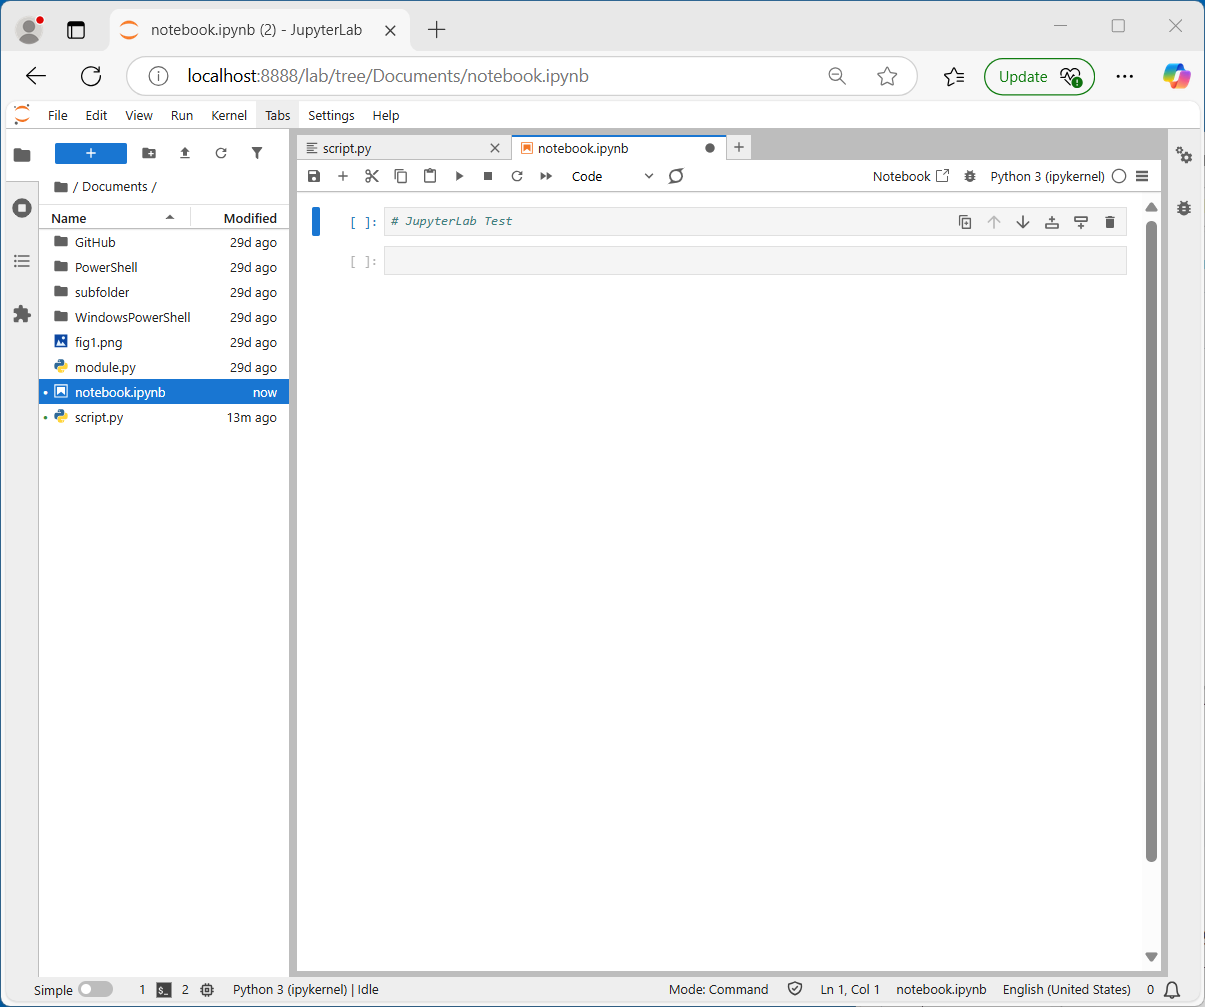 notebook.ipynb (2) - JupyterLab
localhost:8888/lab/tree/Documents/notebook.ipynb
Update
File Edit View Run Kernel Tabs Settings Help
script.py
notebook.ipynb
Code
Notebook
Python 3 (ipykernel)
/ Documents /
Name Modified
GitHub 29d ago
PowerShell 29d ago
subfolder 29d ago
WindowsPowerShell 29d ago
fig1.png 29d ago
module.py 29d ago
notebook.ipynb now
script.py 13m ago
[ ]: # JupyterLab Test
[ ]:
Simple 1 2 Python 3 (ipykernel) | Idle Mode: Command Ln 1, Col 1 notebook.ipynb English (United States) 0